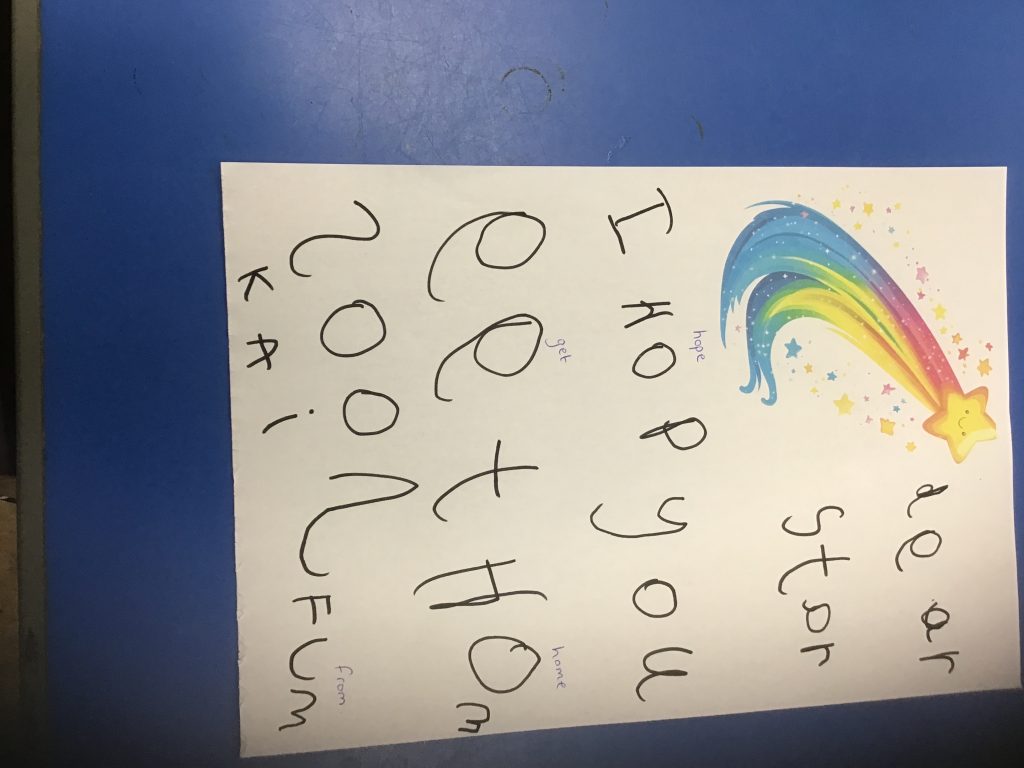 dear
Star
hope
I HOP you
get home
get HOm
from
soon FUm
KAi